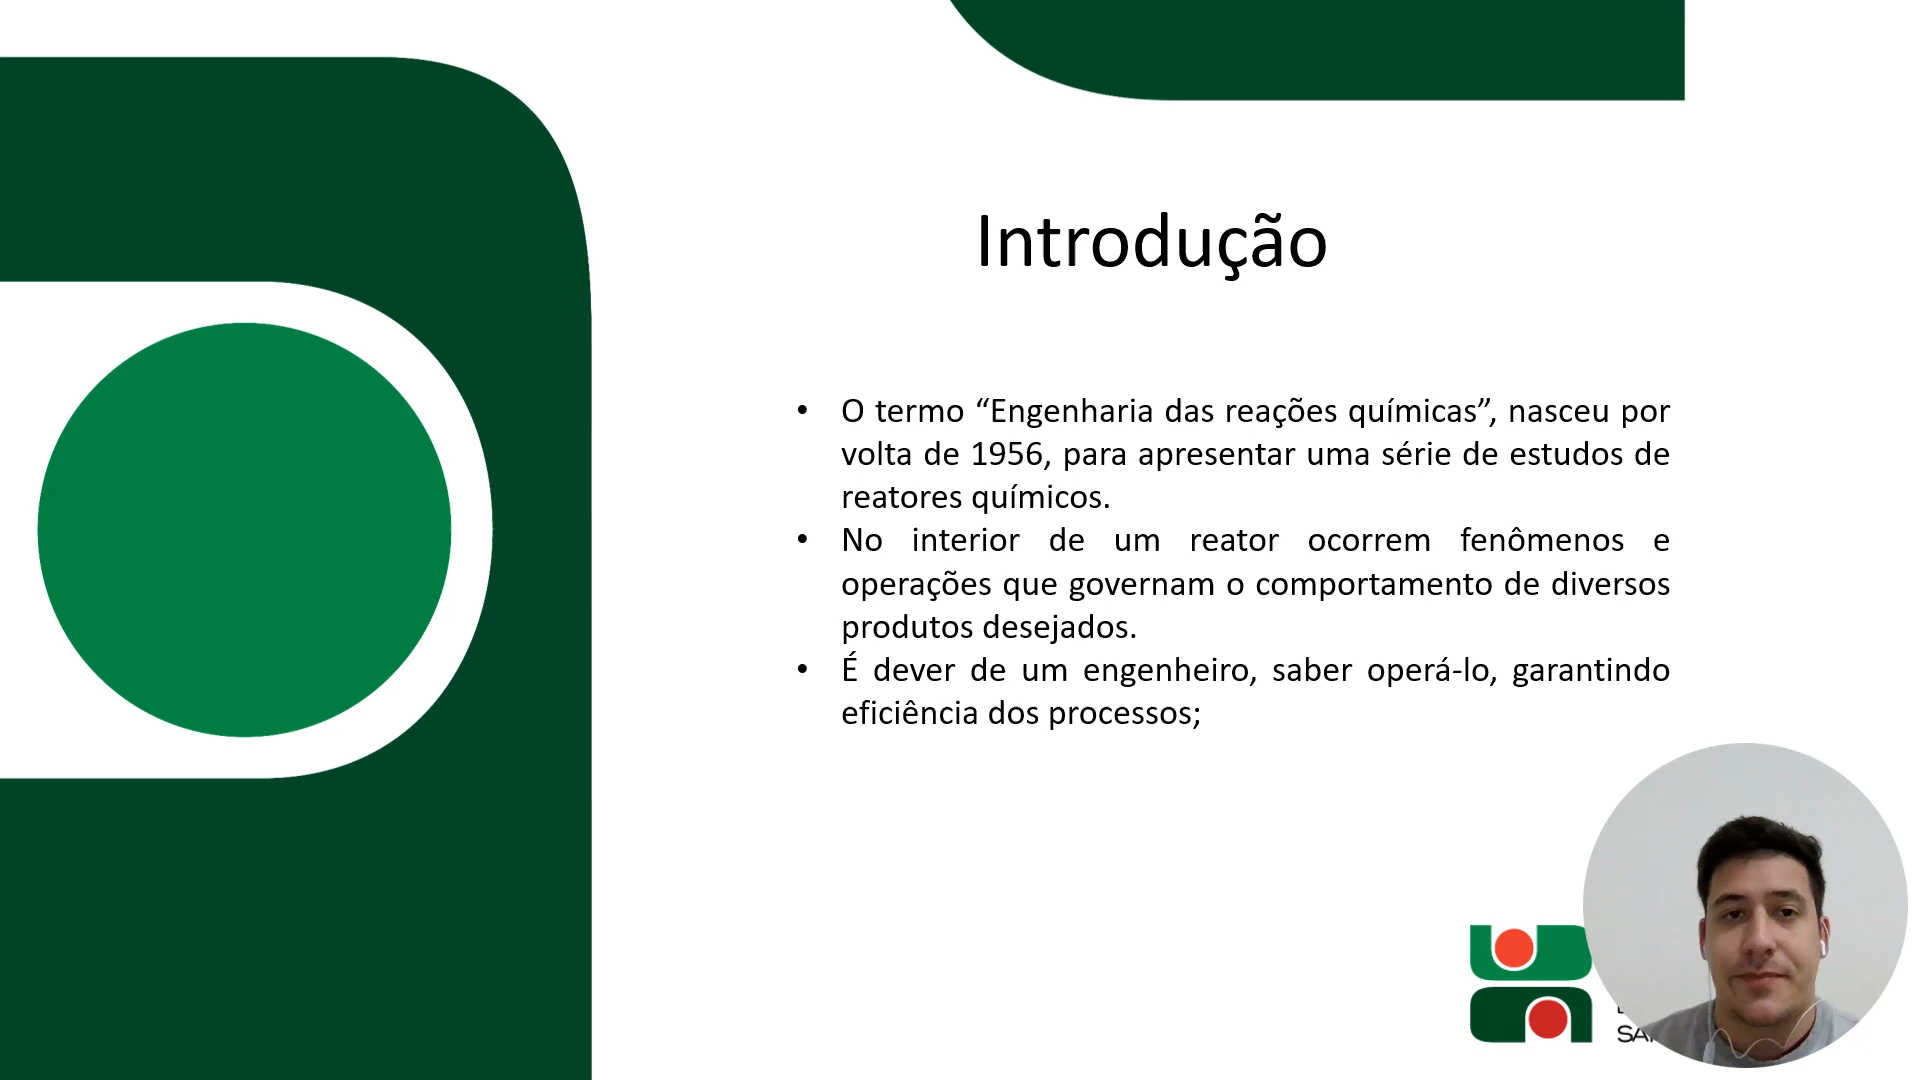 Introdução
• O termo “Engenharia das reações químicas”, nasceu por
volta de 1956, para apresentar uma série de estudos de
reatores químicos.
• No interior de um reator ocorrem fenômenos e
operações que governam o comportamento de diversos
produtos desejados.
• É dever de um engenheiro, saber operá-lo, garantindo
eficiência dos processos;